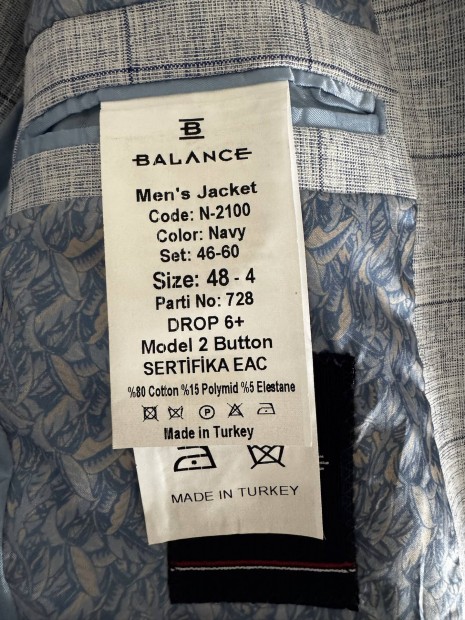 B
BALANCE
Men's Jacket
Code: N-2100
Color: Navy
Set: 46-60
Size: 48 - 4
Parti No: 728
DROP 6+
Model 2 Button
SERTİFİKA EAC
%80 Cotton %15 Polymid %5 Elestane
P
Made in Turkey
MADE IN TURKEY